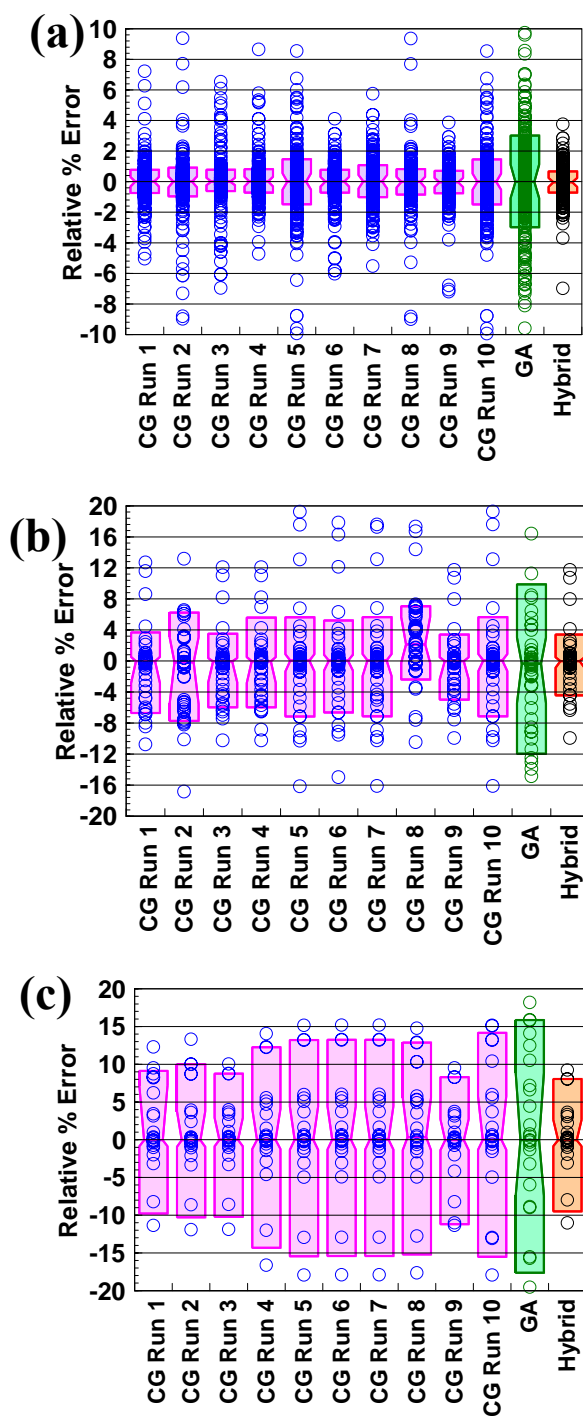 (a)
Relative % Error
10
8
6
4
2
0
-2
-4
-6
-8
-10
CG Run 1
CG Run 2
CG Run 3
CG Run 4
CG Run 5
CG Run 6
CG Run 7
CG Run 8
CG Run 9
CG Run 10
GA
Hybrid
(b)
Relative % Error
20
16
12
8
4
0
-4
-8
-12
-16
-20
CG Run 1
CG Run 2
CG Run 3
CG Run 4
CG Run 5
CG Run 6
CG Run 7
CG Run 8
CG Run 9
CG Run 10
GA
Hybrid
(c)
Relative % Error
20
15
10
5
0
-5
-10
-15
-20
CG Run 1
CG Run 2
CG Run 3
CG Run 4
CG Run 5
CG Run 6
CG Run 7
CG Run 8
CG Run 9
CG Run 10
GA
Hybrid